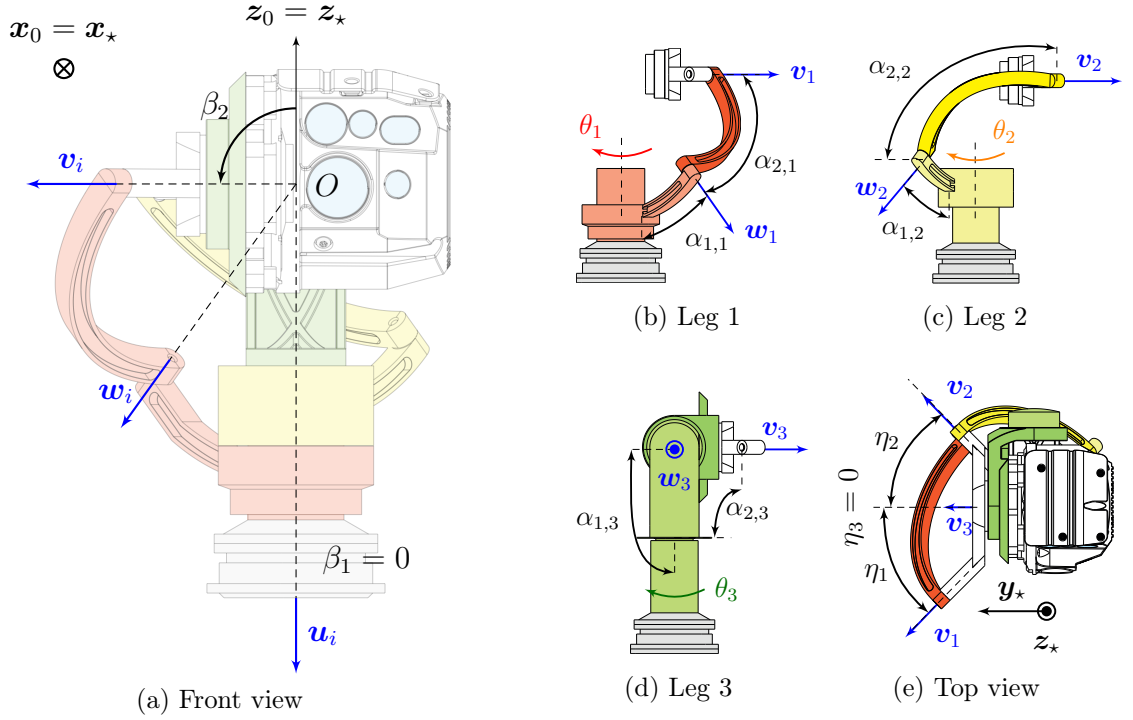 x₀ = x⋆
z₀ = z⋆
β₂
vᵢ
O
wᵢ
β₁ = 0
uᵢ
(a) Front view
v₁
θ₁
α₂,₁
α₁,₁
w₁
(b) Leg 1
α₂,₂
v₂
θ₂
w₂
α₁,₂
(c) Leg 2
v₃
w₃
α₁,₃
α₂,₃
θ₃
(d) Leg 3
v₂
η₂
η₃ = 0
v₃
η₁
y⋆
v₁
z⋆
(e) Top view